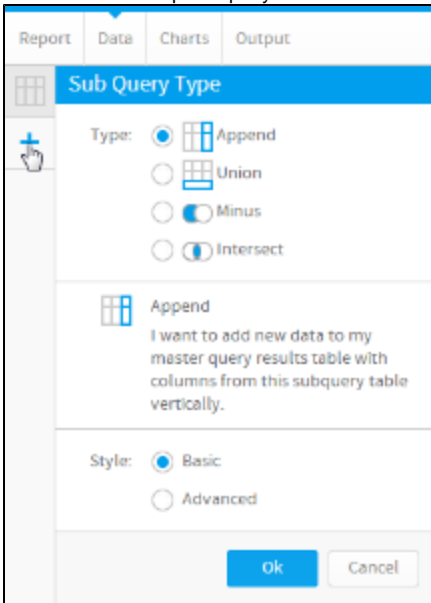 Report Data Charts Output
Sub Query Type
Type: Append
Union
Minus
Intersect
Append
I want to add new data to my
master query results table with
columns from this subquery table
vertically.
Style: Basic
Advanced
Ok Cancel